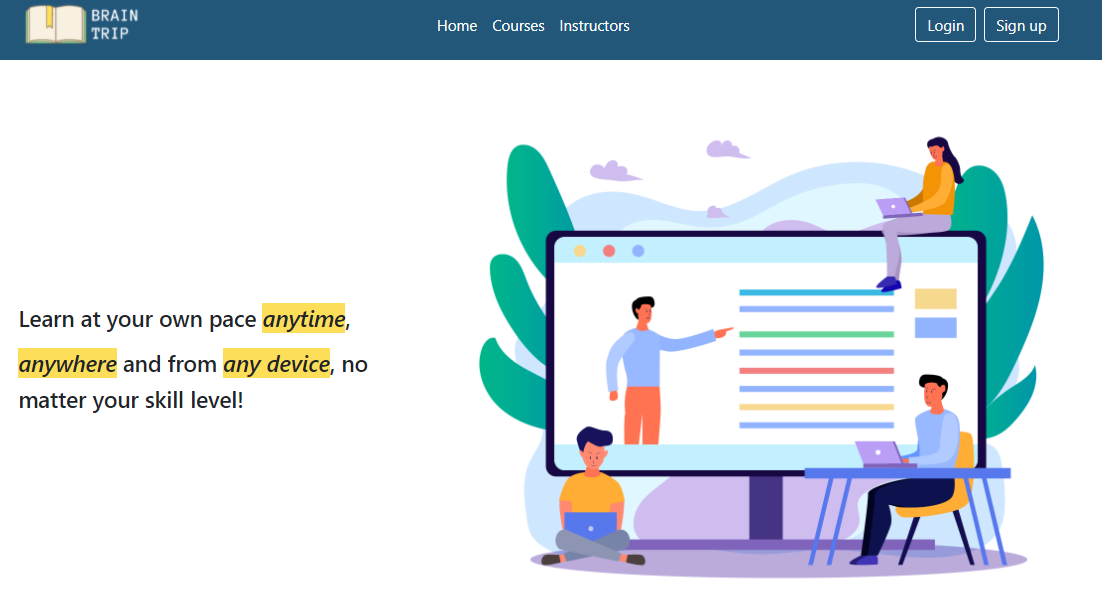 BRAIN
TRIP
Home Courses Instructors
Login Sign up
Learn at your own pace anytime,
anywhere and from any device, no
matter your skill level!